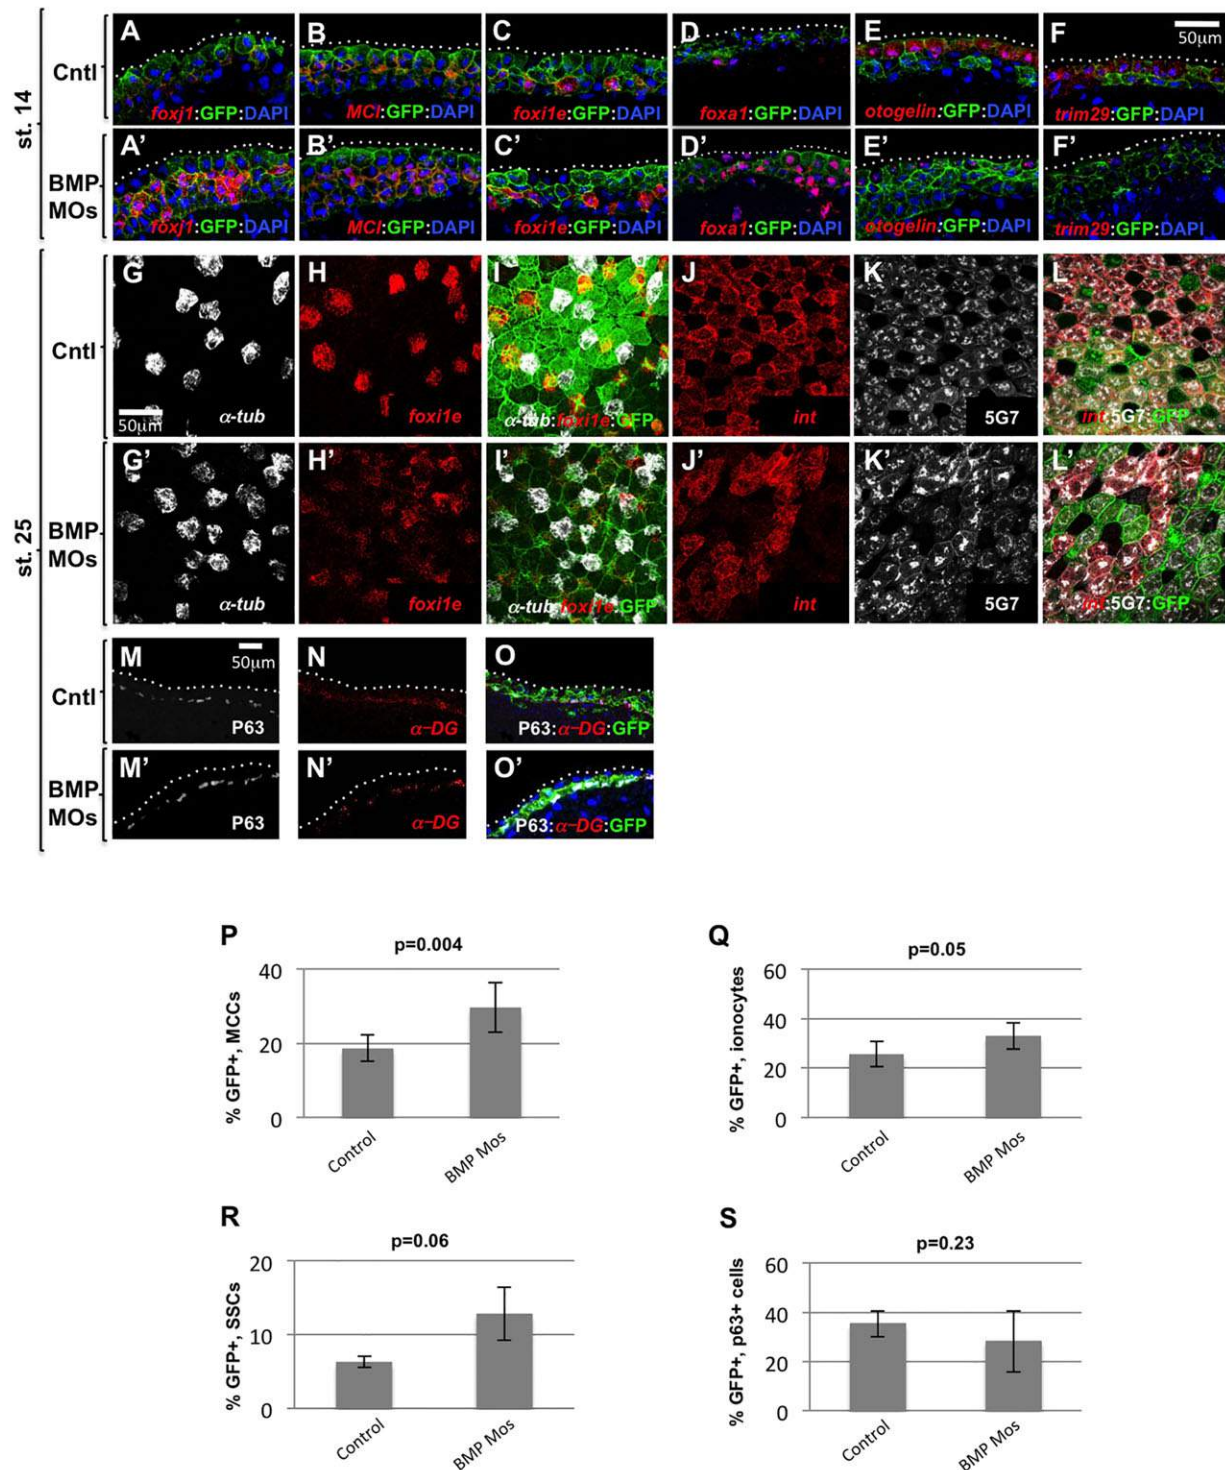 st. 14
Cntl
A
foxj1:GFP:DAPI
B
MCI:GFP:DAPI
C
foxi1e:GFP:DAPI
D
foxa1:GFP:DAPI
E
otogelin:GFP:DAPI
F
50μm
trim29:GFP:DAPI
BMP
MOs
A'
foxj1:GFP:DAPI
B'
MCI:GFP:DAPI
C'
foxi1e:GFP:DAPI
D'
foxa1:GFP:DAPI
E'
otogelin:GFP:DAPI
F'
trim29:GFP:DAPI
st. 25
Cntl
G
50μm
α-tub
H
foxi1e
I
α-tub:foxi1e:GFP
J
int
K
5G7
L
int:5G7:GFP
BMP
MOs
G'
α-tub
H'
foxi1e
I'
α-tub:foxi1e:GFP
J'
int
K'
5G7
L'
int:5G7:GFP
Cntl
M
50μm
P63
N
α-DG
O
P63:α-DG:GFP
BMP
MOs
M'
P63
N'
α-DG
O'
P63:α-DG:GFP
P
p=0.004
% GFP+, MCCs
40
20
0
Control
BMP Mos
Q
p=0.05
% GFP+, ionocytes
60
40
20
0
Control
BMP Mos
R
p=0.06
% GFP+, SSCs
20
10
0
Control
BMP Mos
S
p=0.23
% GFP+, p63+ cells
60
40
20
0
Control
BMP Mos